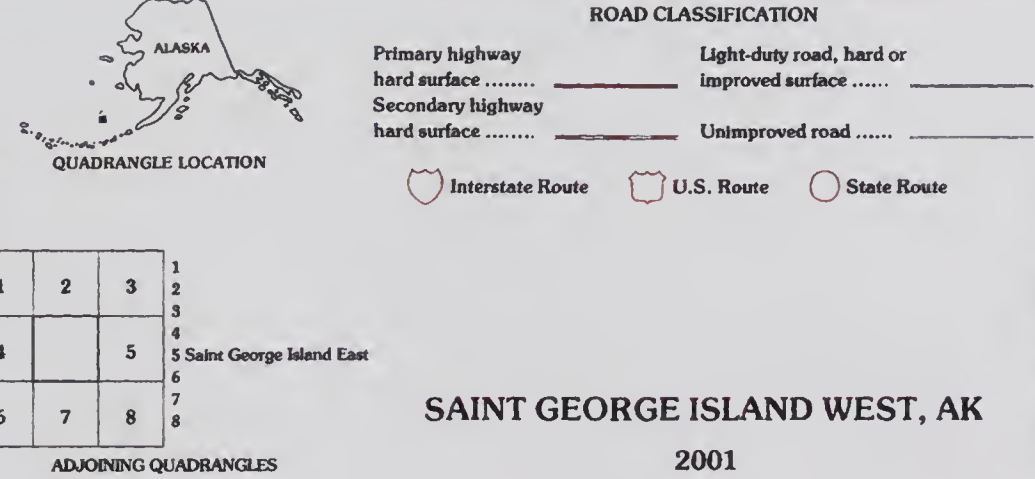 ALASKA
QUADRANGLE LOCATION
ROAD CLASSIFICATION
Primary highway
hard surface ........
Secondary highway
hard surface ........
Light-duty road, hard or
improved surface ......
Unimproved road ......
Interstate Route
U.S. Route
State Route
2 3
5
6 7 8
1
2
3
4
5 Saint George Island East
6
7
8
ADJOINING QUADRANGLES
SAINT GEORGE ISLAND WEST, AK
2001